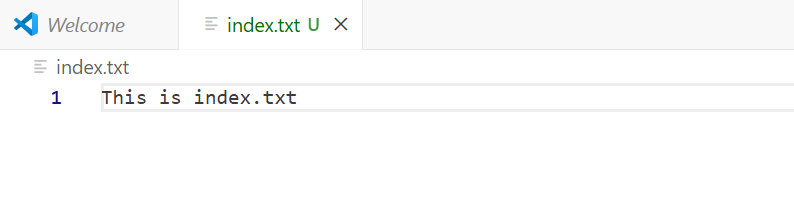 Welcome
index.txt U
index.txt
1 This is index.txt